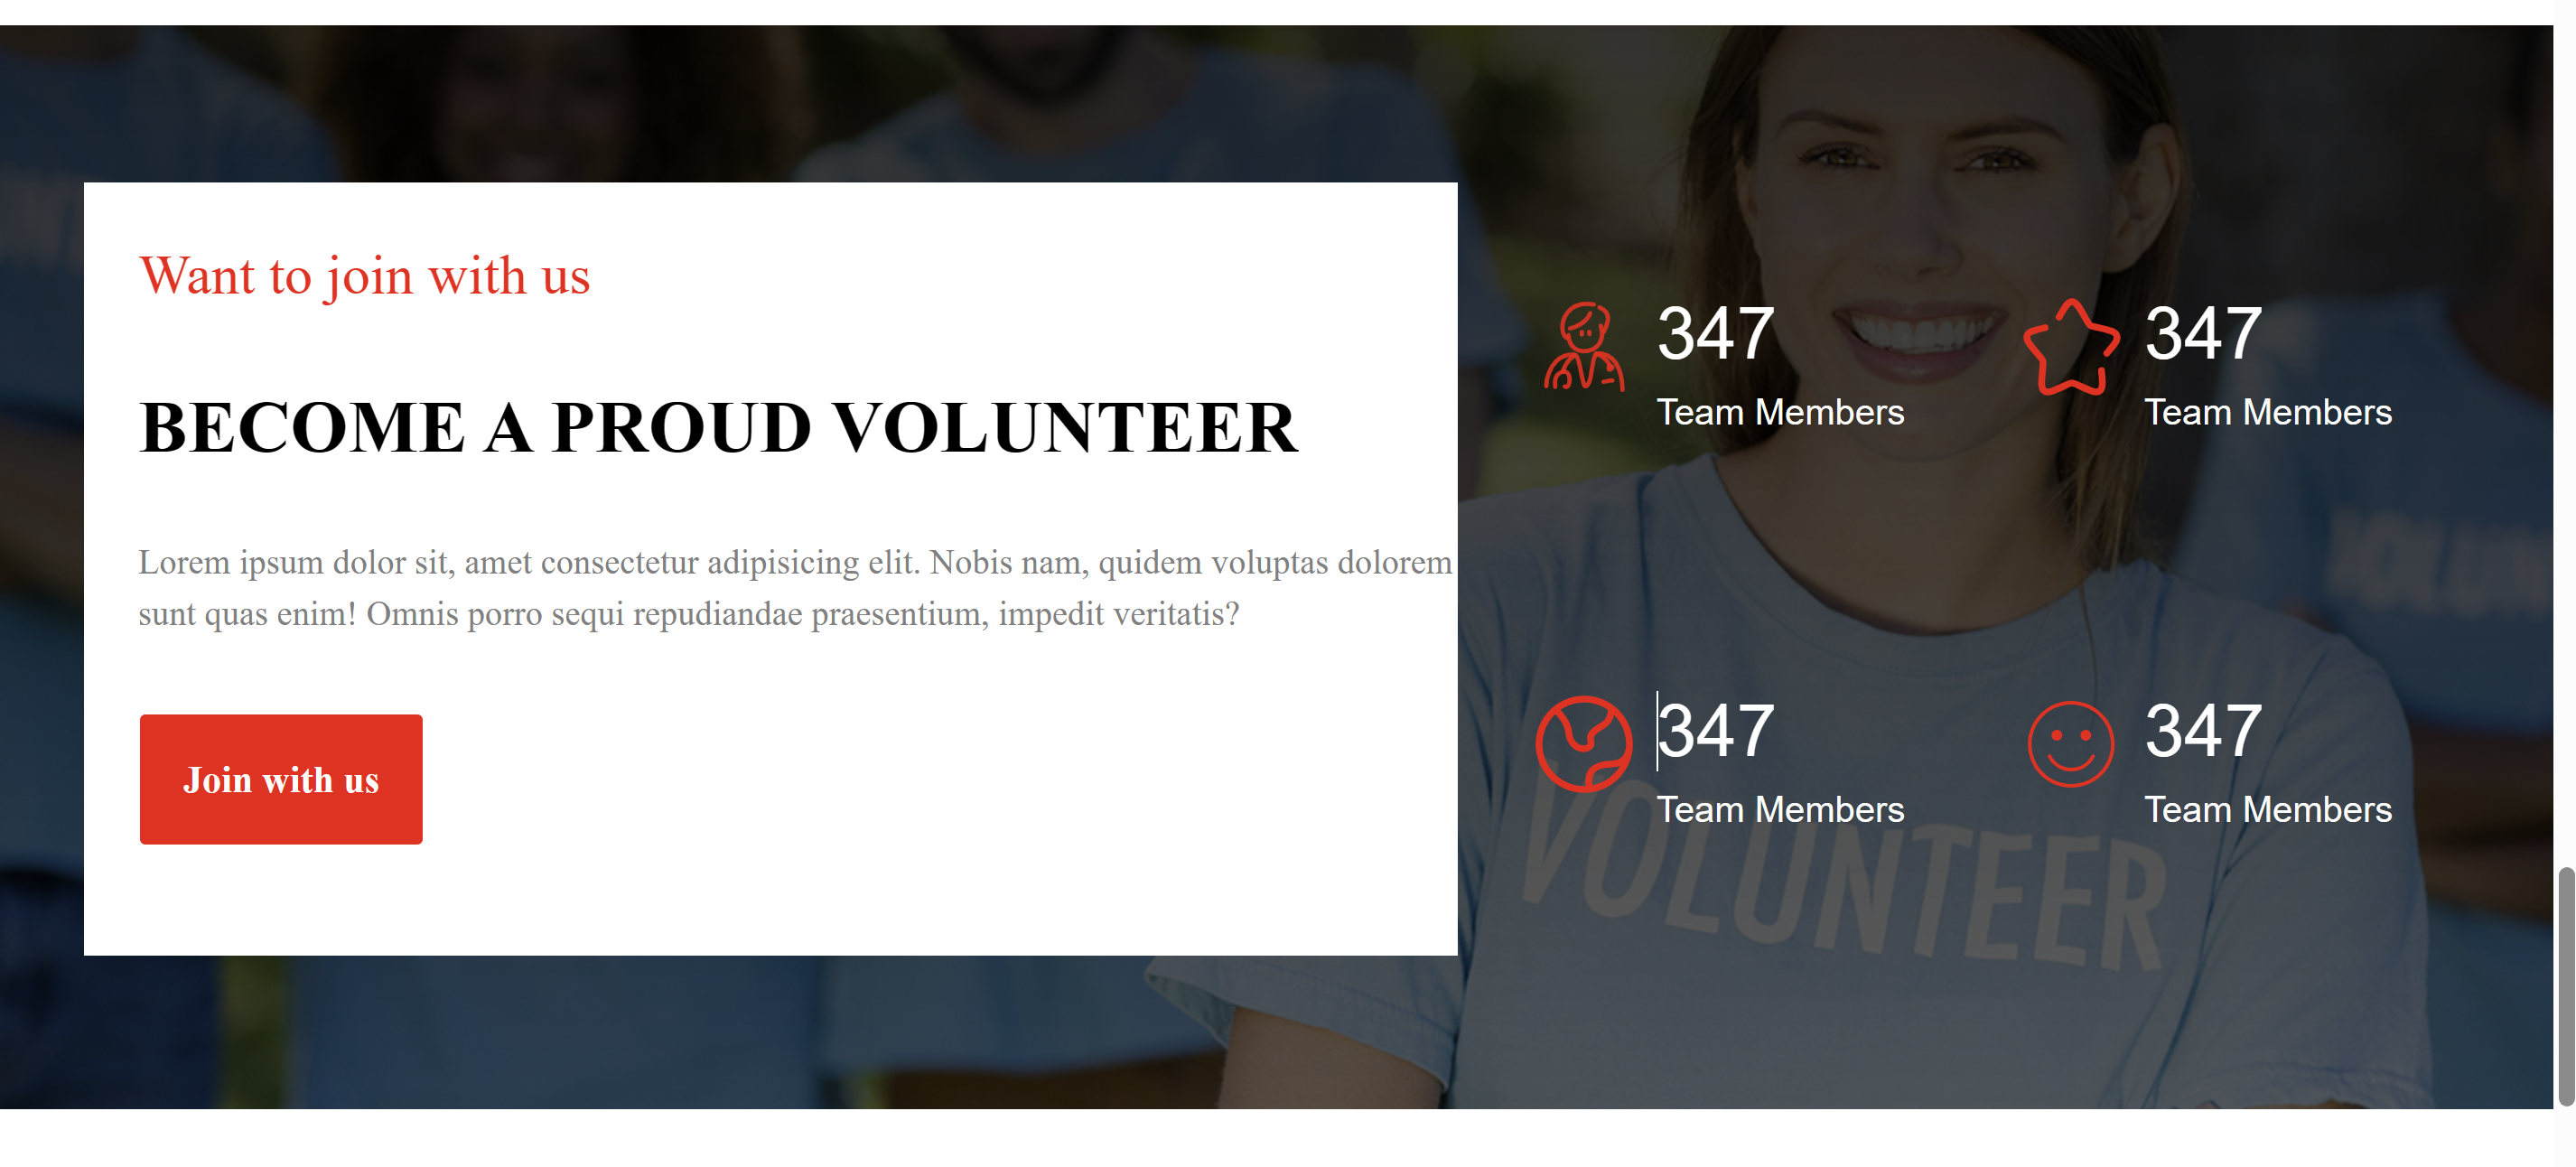 Want to join with us
BECOME A PROUD VOLUNTEER
Lorem ipsum dolor sit, amet consectetur adipisicing elit. Nobis nam, quidem voluptas dolorem
sunt quas enim! Omnis porro sequi repudiandae praesentium, impedit veritatis?
Join with us
347
Team Members
347
Team Members
347
Team Members
347
Team Members
VOLUNTEER